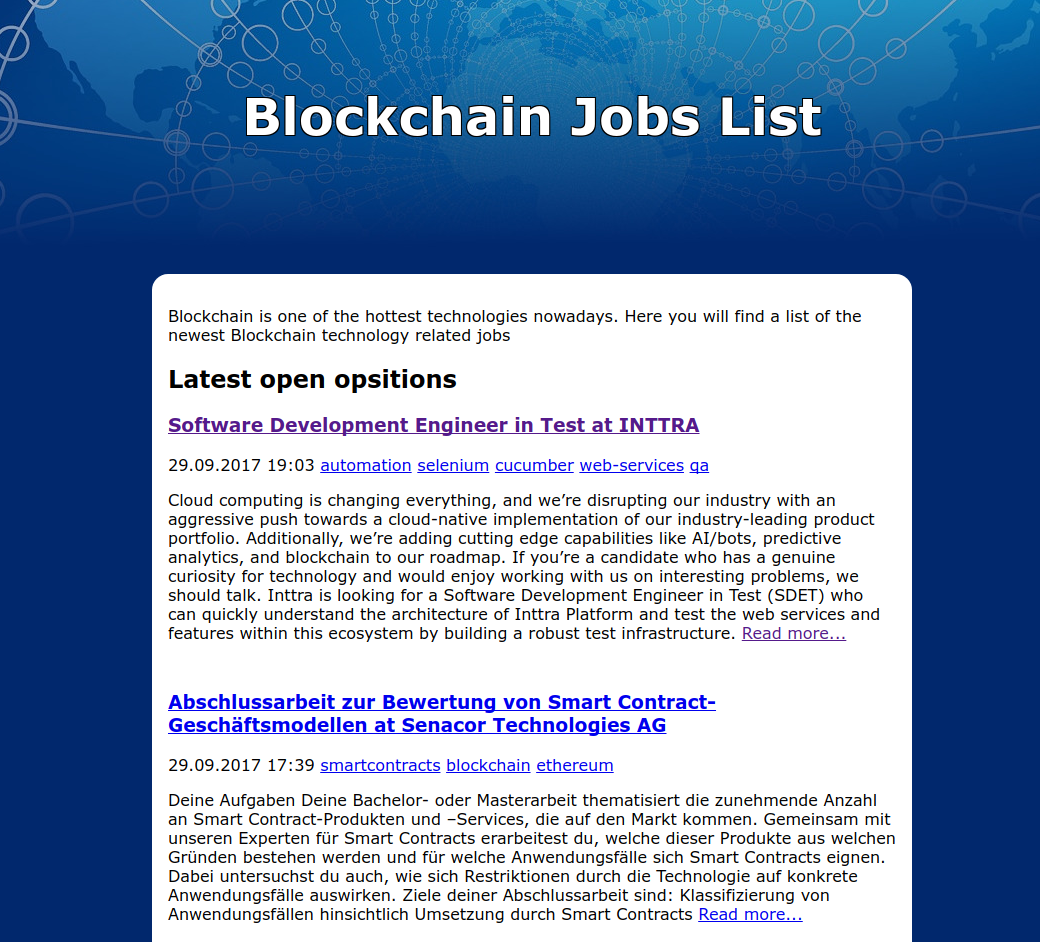 Blockchain Jobs List
Blockchain is one of the hottest technologies nowadays. Here you will find a list of the
newest Blockchain technology related jobs
Latest open opsitions
Software Development Engineer in Test at INTTRA
29.09.2017 19:03 automation selenium cucumber web-services qa
Cloud computing is changing everything, and we’re disrupting our industry with an
aggressive push towards a cloud-native implementation of our industry-leading product
portfolio. Additionally, we’re adding cutting edge capabilities like AI/bots, predictive
analytics, and blockchain to our roadmap. If you’re a candidate who has a genuine
curiosity for technology and would enjoy working with us on interesting problems, we
should talk. Inttra is looking for a Software Development Engineer in Test (SDET) who
can quickly understand the architecture of Inttra Platform and test the web services and
features within this ecosystem by building a robust test infrastructure. Read more...
Abschlussarbeit zur Bewertung von Smart Contract-
Geschäftsmodellen at Senacor Technologies AG
29.09.2017 17:39 smartcontracts blockchain ethereum
Deine Aufgaben Deine Bachelor- oder Masterarbeit thematisiert die zunehmende Anzahl
an Smart Contract-Produkten und –Services, die auf den Markt kommen. Gemeinsam mit
unseren Experten für Smart Contracts erarbeitest du, welche dieser Produkte aus welchen
Gründen bestehen werden und für welche Anwendungsfälle sich Smart Contracts eignen.
Dabei untersuchst du auch, wie sich Restriktionen durch die Technologie auf konkrete
Anwendungsfälle auswirken. Ziele deiner Abschlussarbeit sind: Klassifizierung von
Anwendungsfällen hinsichtlich Umsetzung durch Smart Contracts Read more...